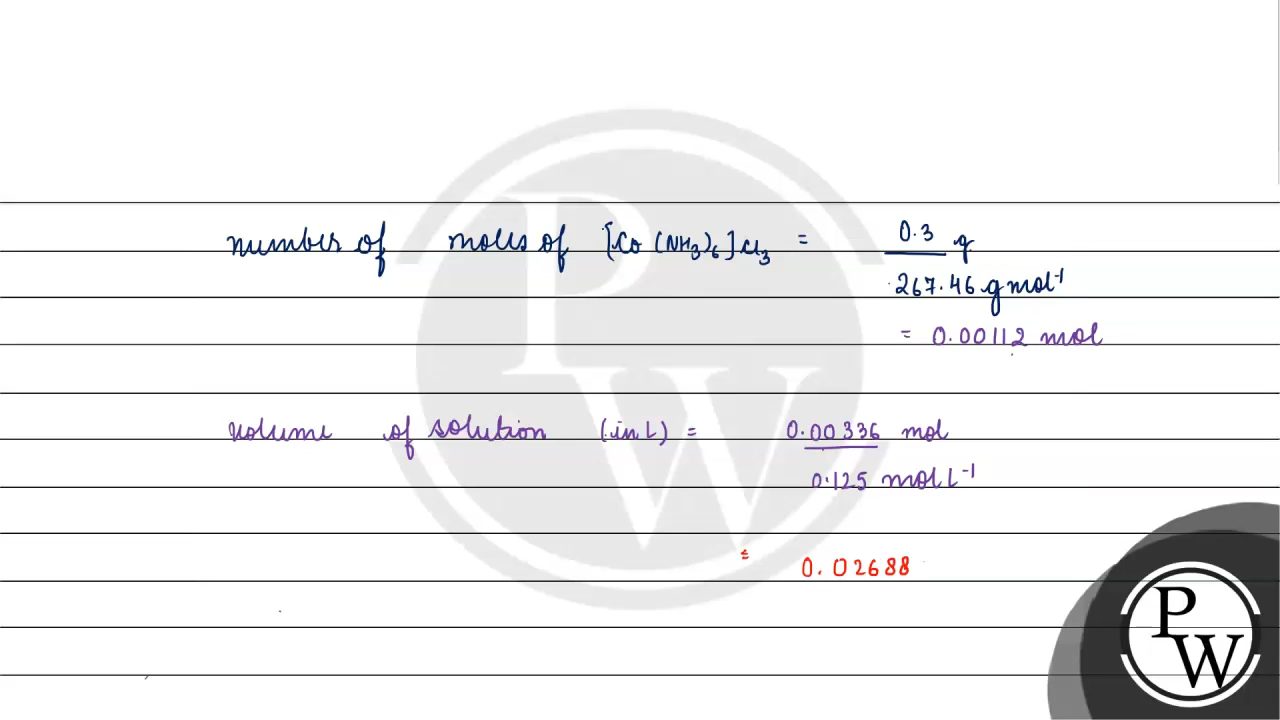 number of moles of [Co(NH₃)₆]Cl₃ = 0.3 g
267.46 g mol⁻¹
= 0.00112 mol
volume of solution (in L) = 0.00336 mol
0.125 mol L⁻¹
= 0.02688
P
W
P
W